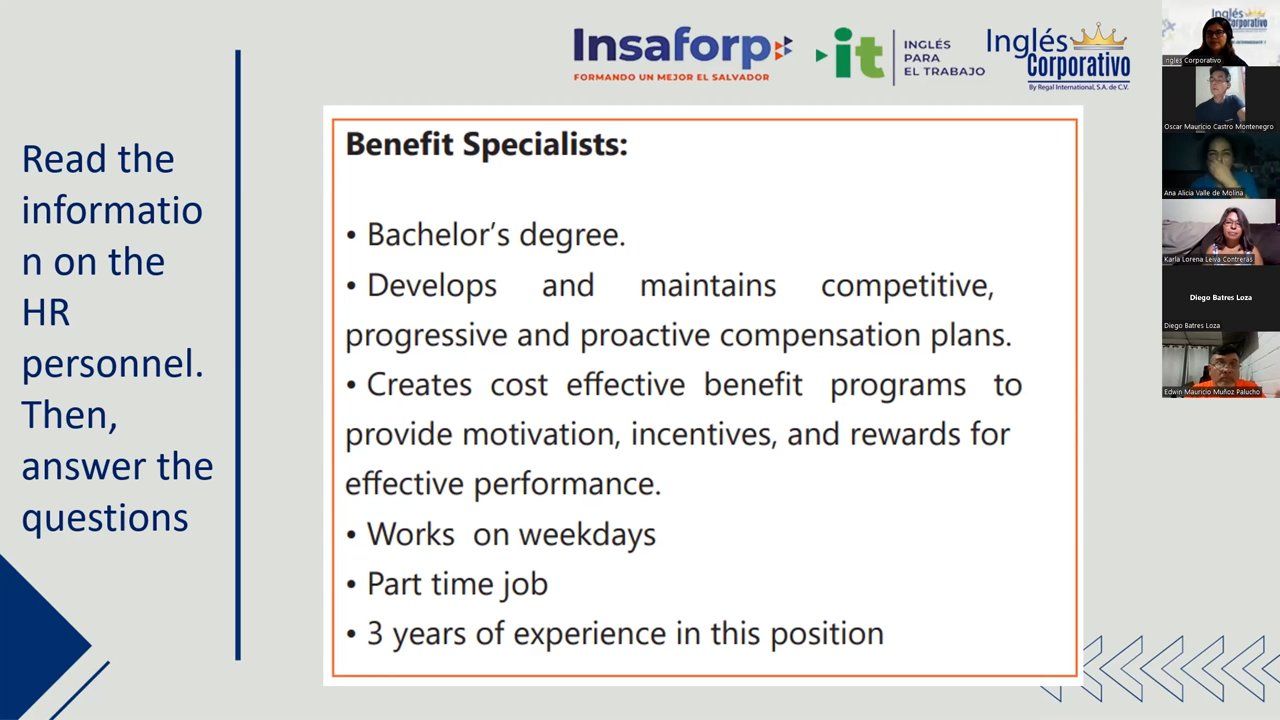 Insaforp
FORMANDO UN MEJOR EL SALVADOR
it
INGLÉS
PARA
EL TRABAJO
Inglés
Corporativo
By Regal International, S.A. de C.V.
Read the
informatio
n on the
HR
personnel.
Then,
answer the
questions
Benefit Specialists:
• Bachelor's degree.
• Develops and maintains competitive,
progressive and proactive compensation plans.
• Creates cost effective benefit programs to
provide motivation, incentives, and rewards for
effective performance.
• Works on weekdays
• Part time job
• 3 years of experience in this position
Inglés
Corporativo
Ingles Corporativo
Oscar Mauricio Castro Montenegro
Ana Alicia Valle de Molina
Karla Lorena Leiva Contreras
Diego Batres Loza
Diego Batres Loza
Edwin Mauricio Muñoz Palucho